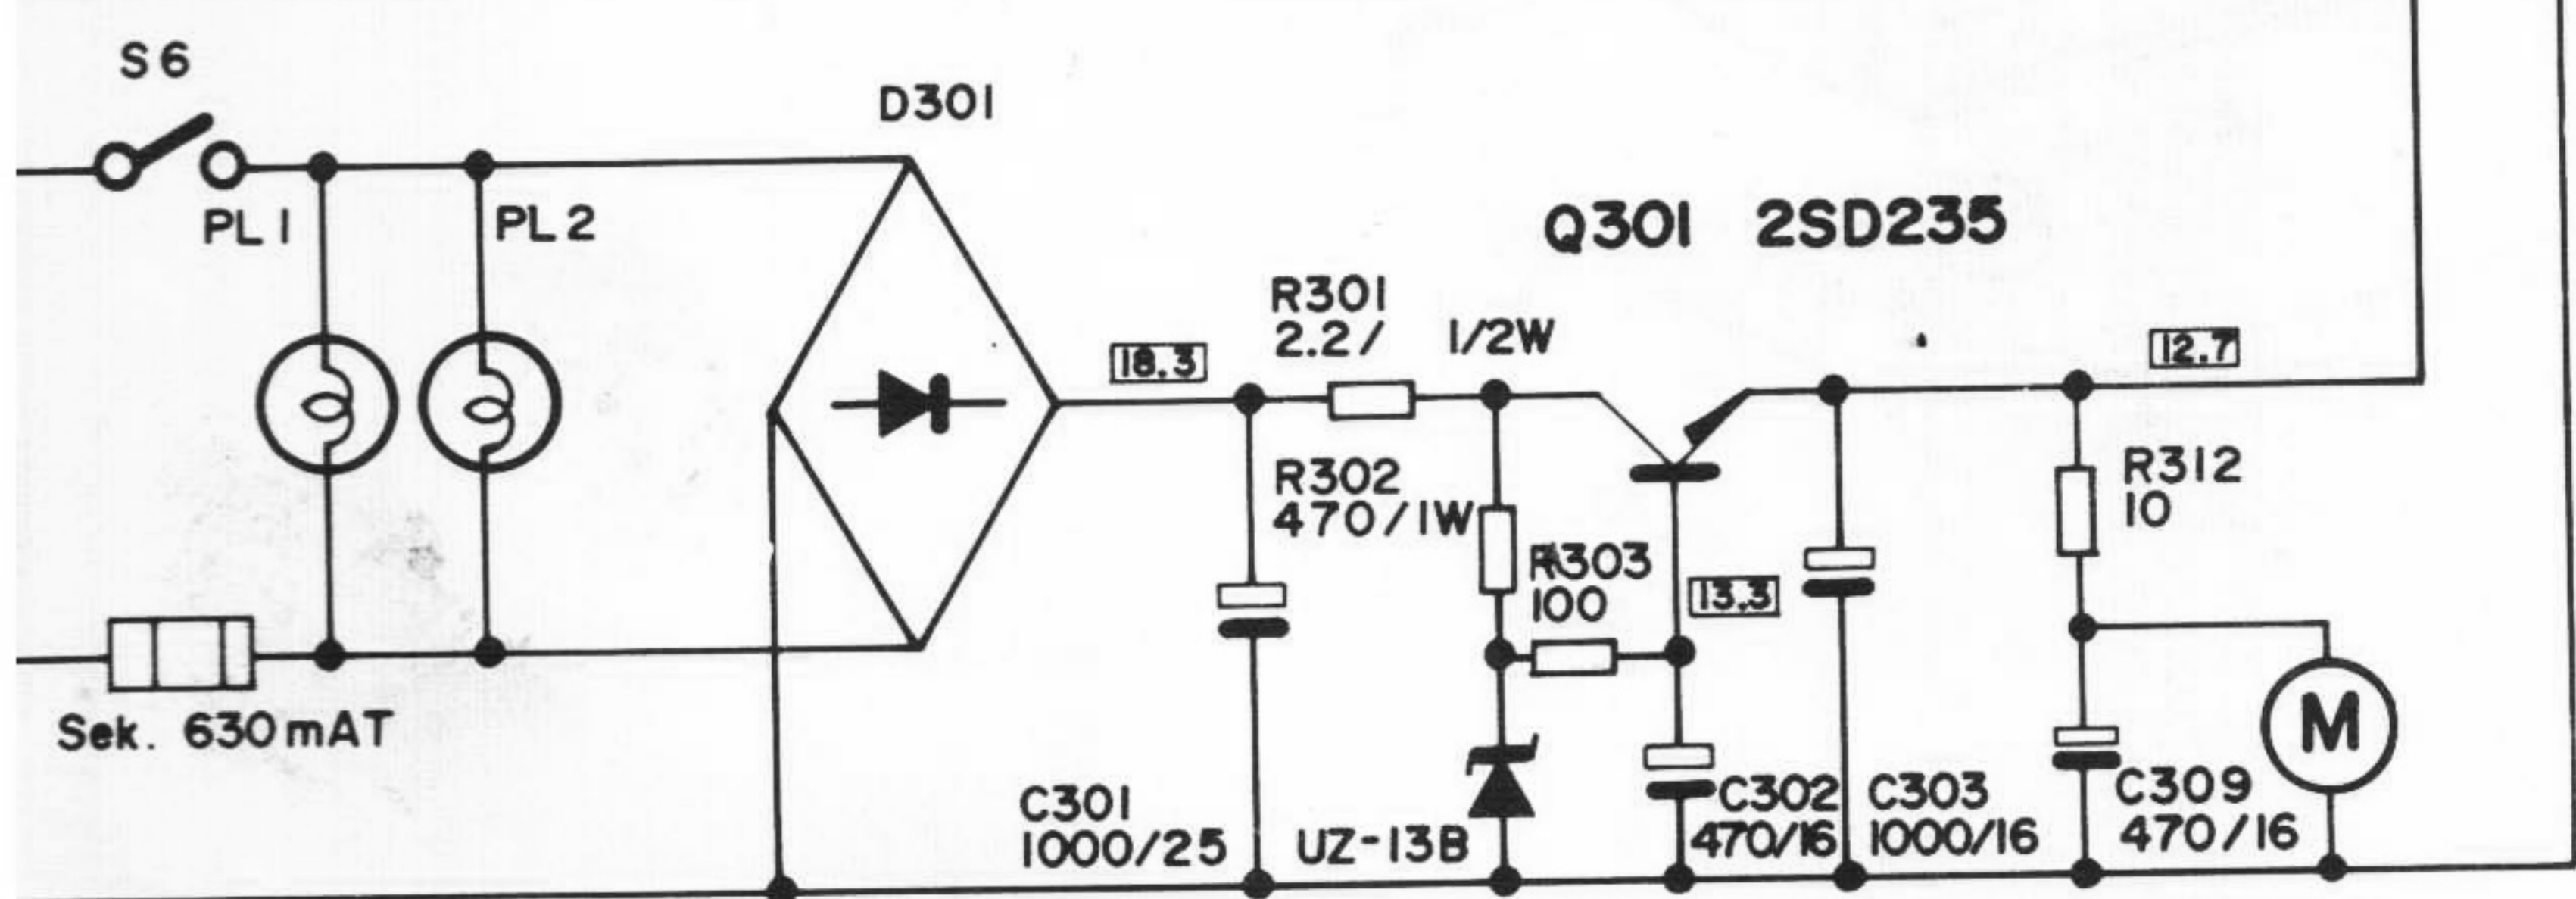 S6
D301
PL1
PL2
Q301 2SD235
R301
2.2/ 1/2W
18.3
12.7
R302
470/1W
R312
10
R303
100
13.3
Sek. 630mAT
M
C301
1000/25
UZ-13B
C302
470/16
C303
1000/16
C309
470/16